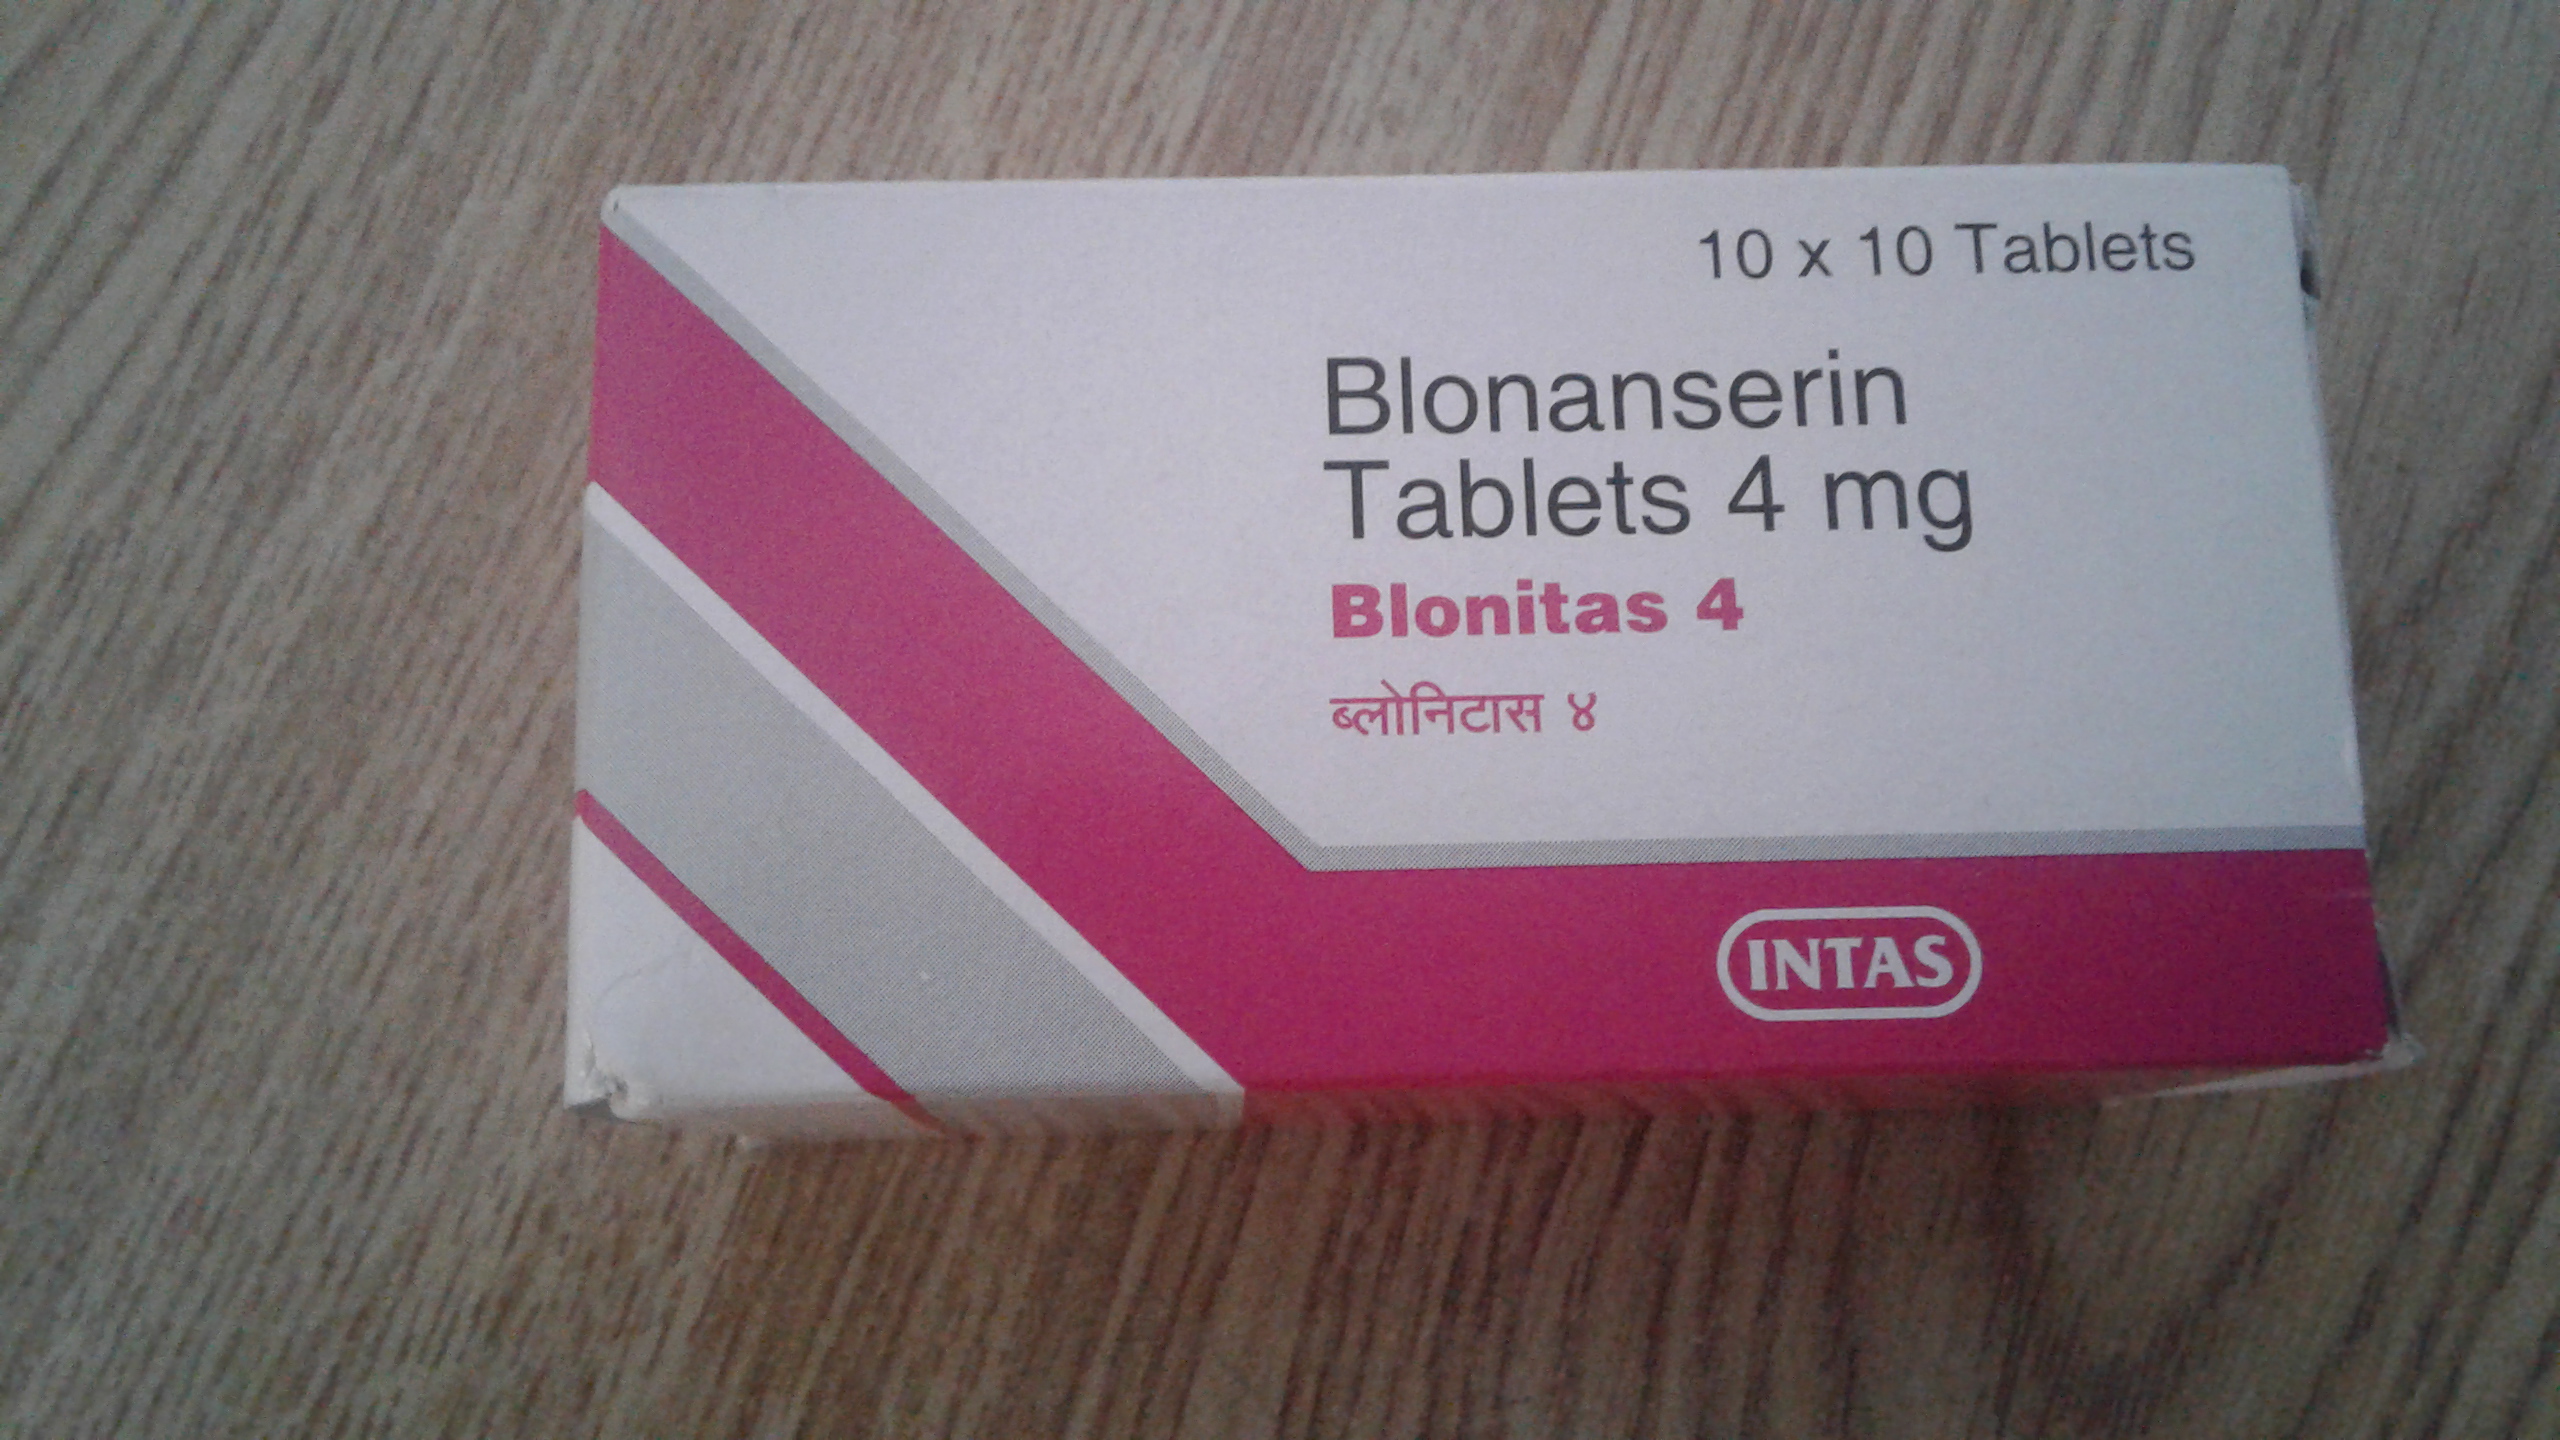 10 x 10 Tablets
Blonanserin
Tablets 4 mg
Blonitas 4
ब्लोनिटास ४
INTAS